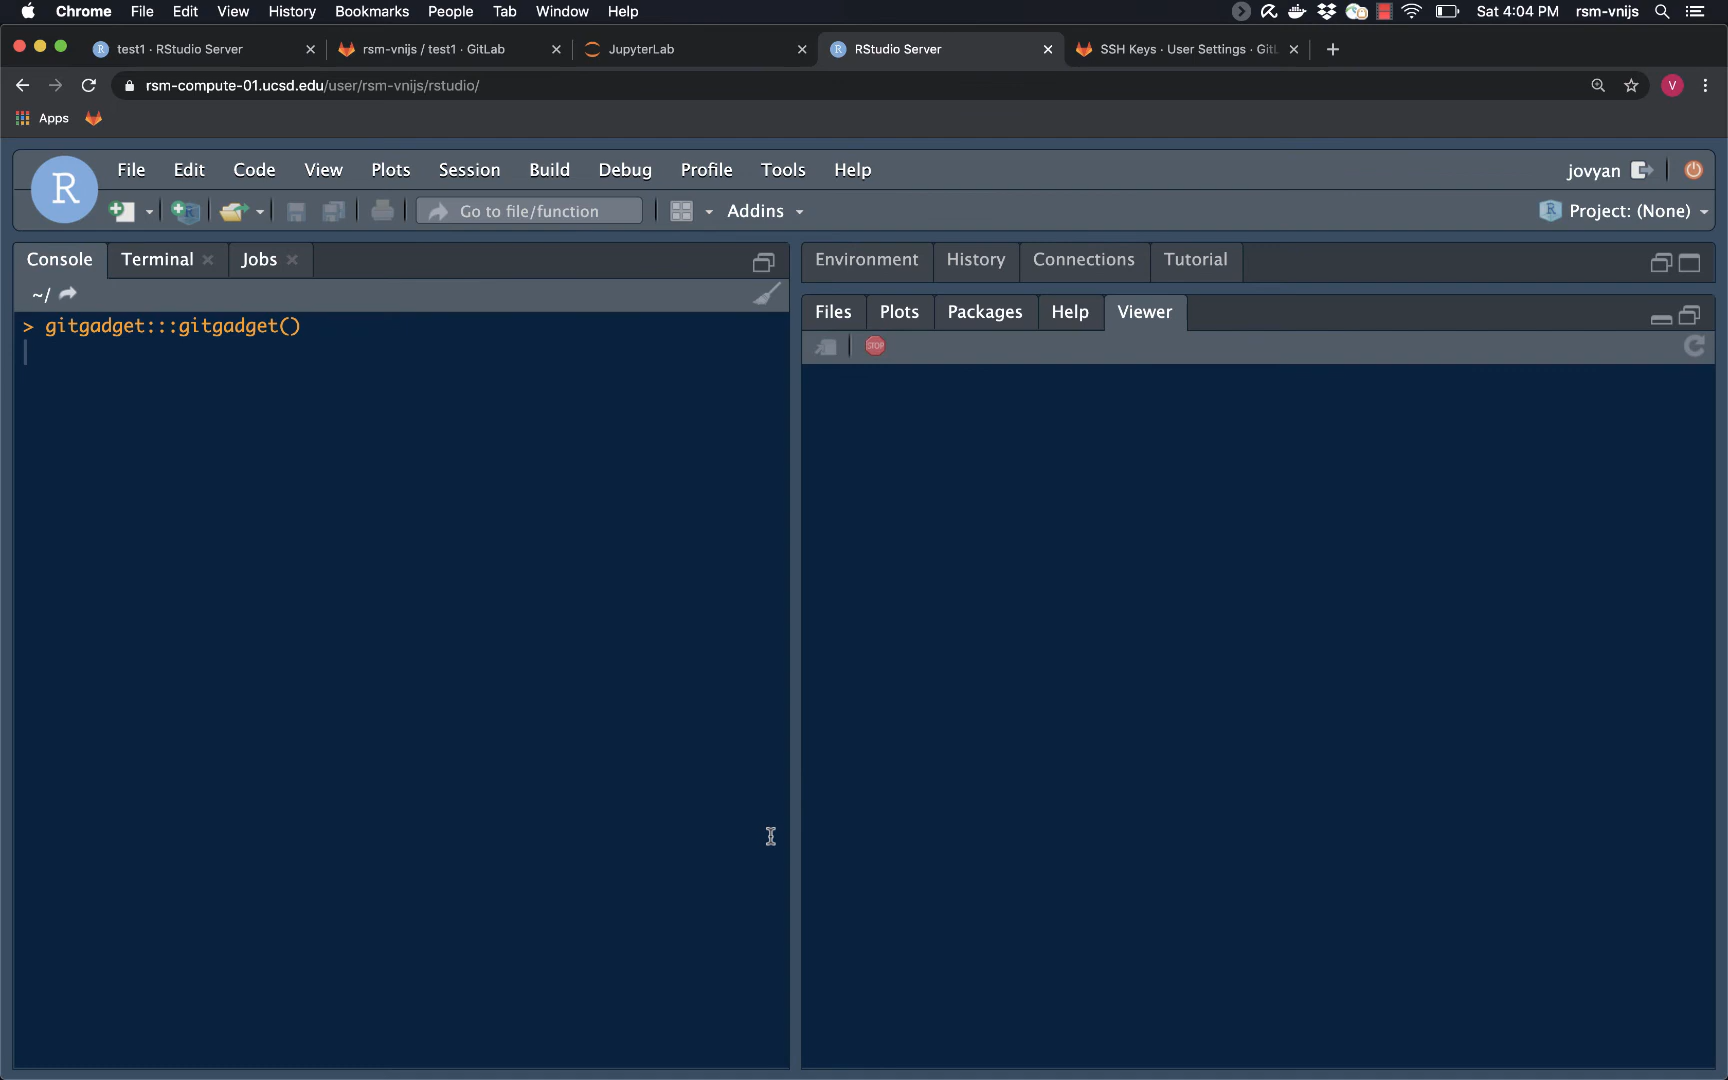 Chrome File Edit View History Bookmarks People Tab Window Help Sat 4:04 PM rsm-vnijs
test1 · RStudio Server rsm-vnijs / test1 · GitLab JupyterLab RStudio Server SSH Keys · User Settings · GitL
rsm-compute-01.ucsd.edu/user/rsm-vnijs/rstudio/ V
Apps
R File Edit Code View Plots Session Build Debug Profile Tools Help jovyan
Go to file/function Addins R Project: (None)
Console Terminal Jobs Environment History Connections Tutorial
~/
Files Plots Packages Help Viewer
> gitgadget:::gitgadget()
STOP